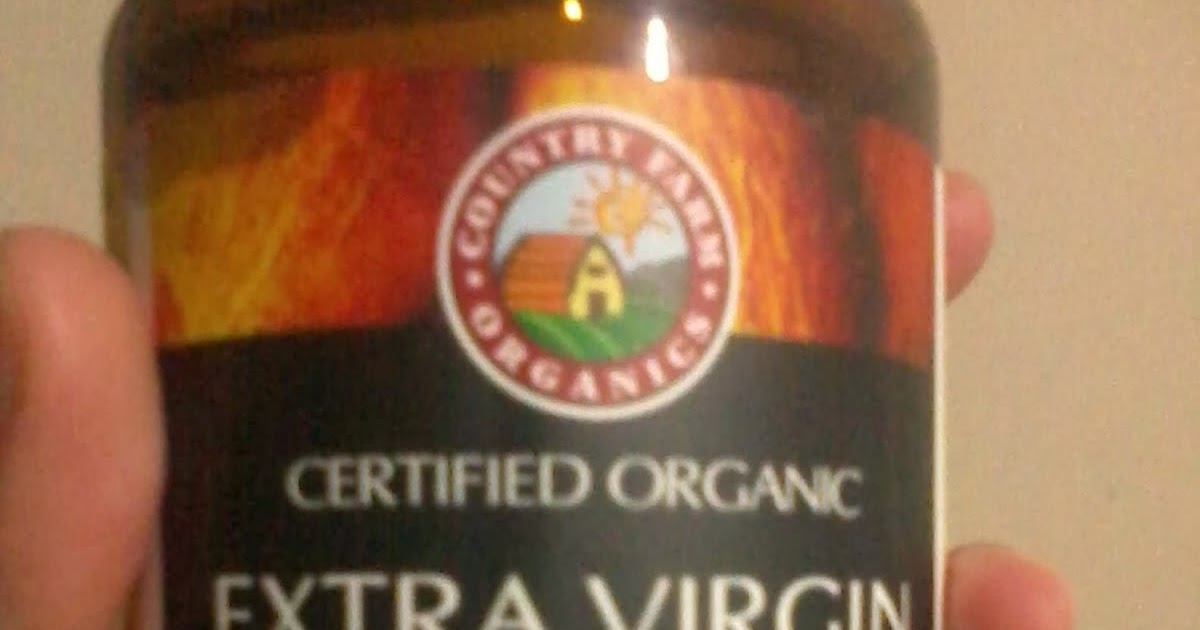 COUNTRY FARM
ORGANICS
CERTIFIED ORGANIC
EXTRA VIRGIN